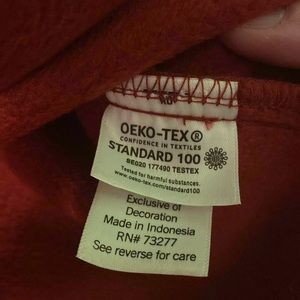 OEKO-TEX®
CONFIDENCE IN TEXTILES
STANDARD 100
BE020 177490 TESTEX
Tested for harmful substances.
www.oeko-tex.com/standard100
Exclusive of
Decoration
Made in Indonesia
RN# 73277
See reverse for care